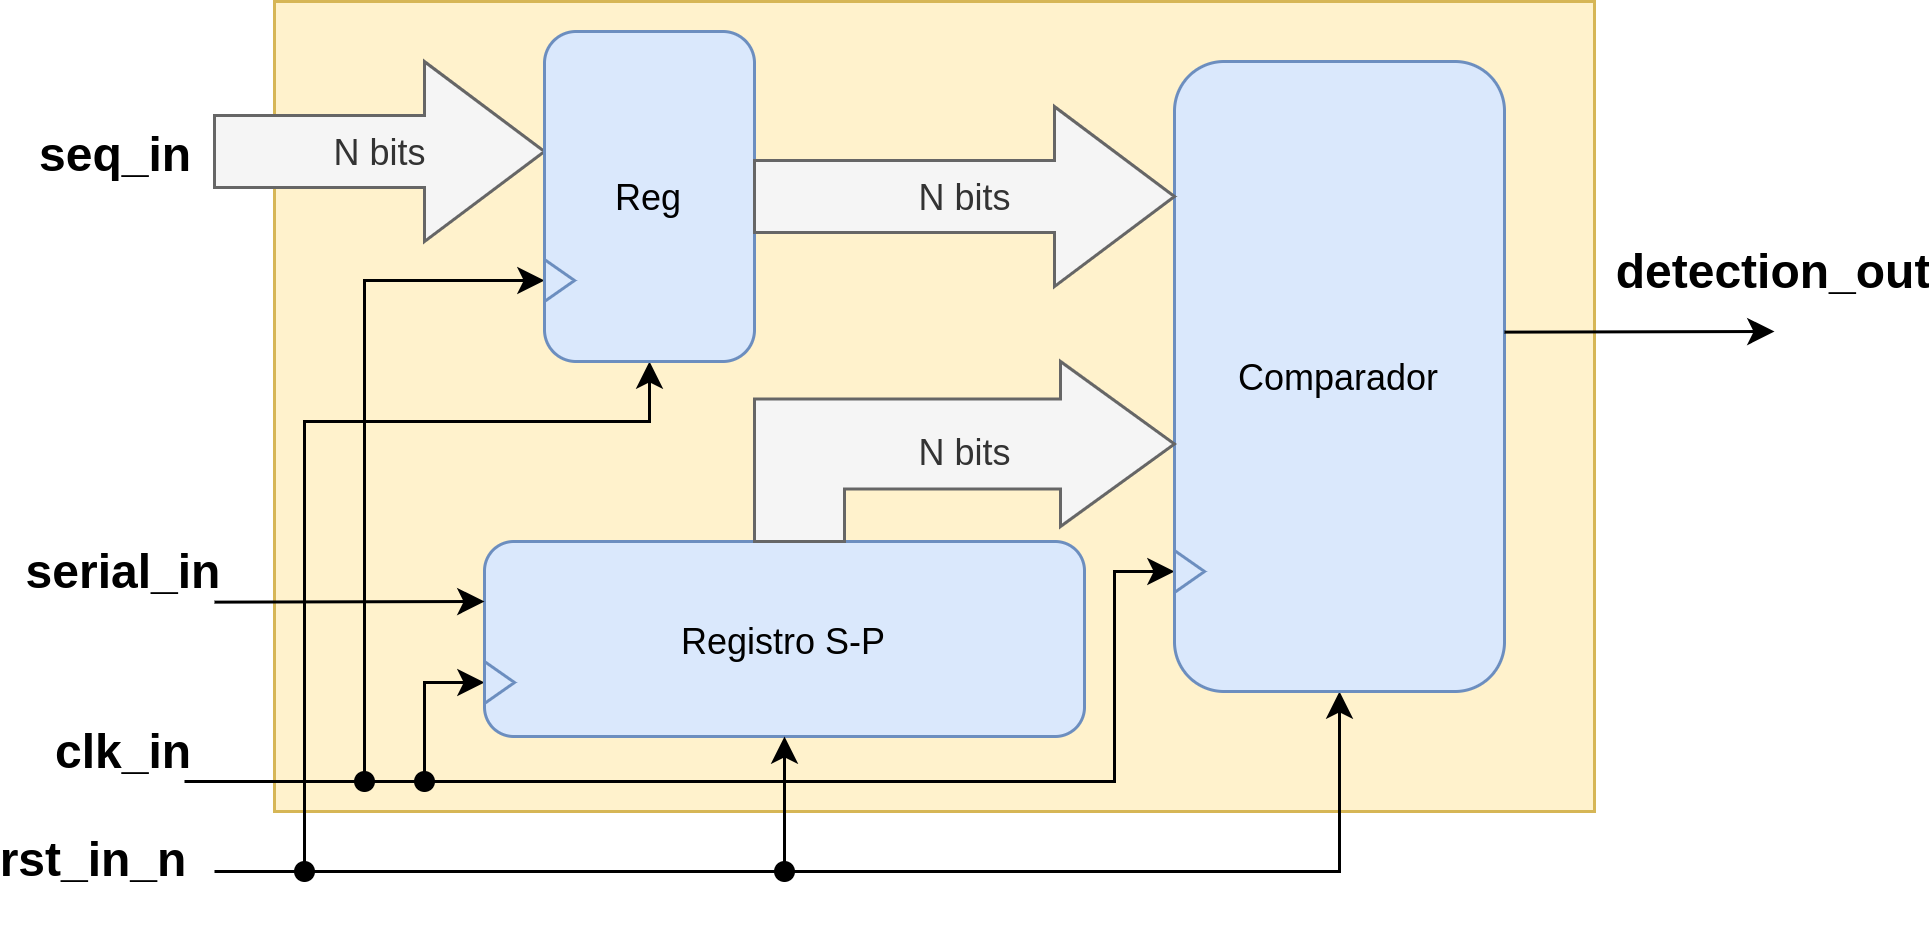 seq_in
N bits
Reg
N bits
detection_out
Comparador
N bits
serial_in
Registro S-P
clk_in
rst_in_n